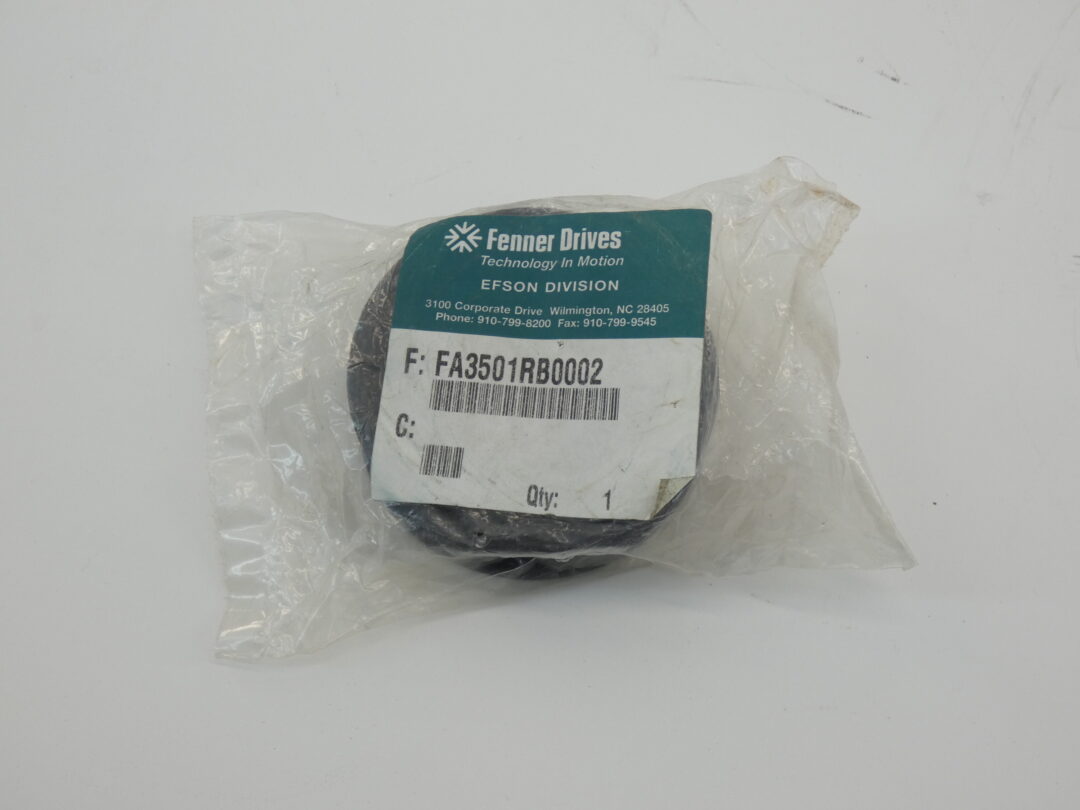 Fenner Drives
Technology In Motion
EFSON DIVISION
3100 Corporate Drive Wilmington, NC 28405
Phone: 910-799-8200 Fax: 910-799-9545
F: FA3501RB0002
C:
Qty: 1